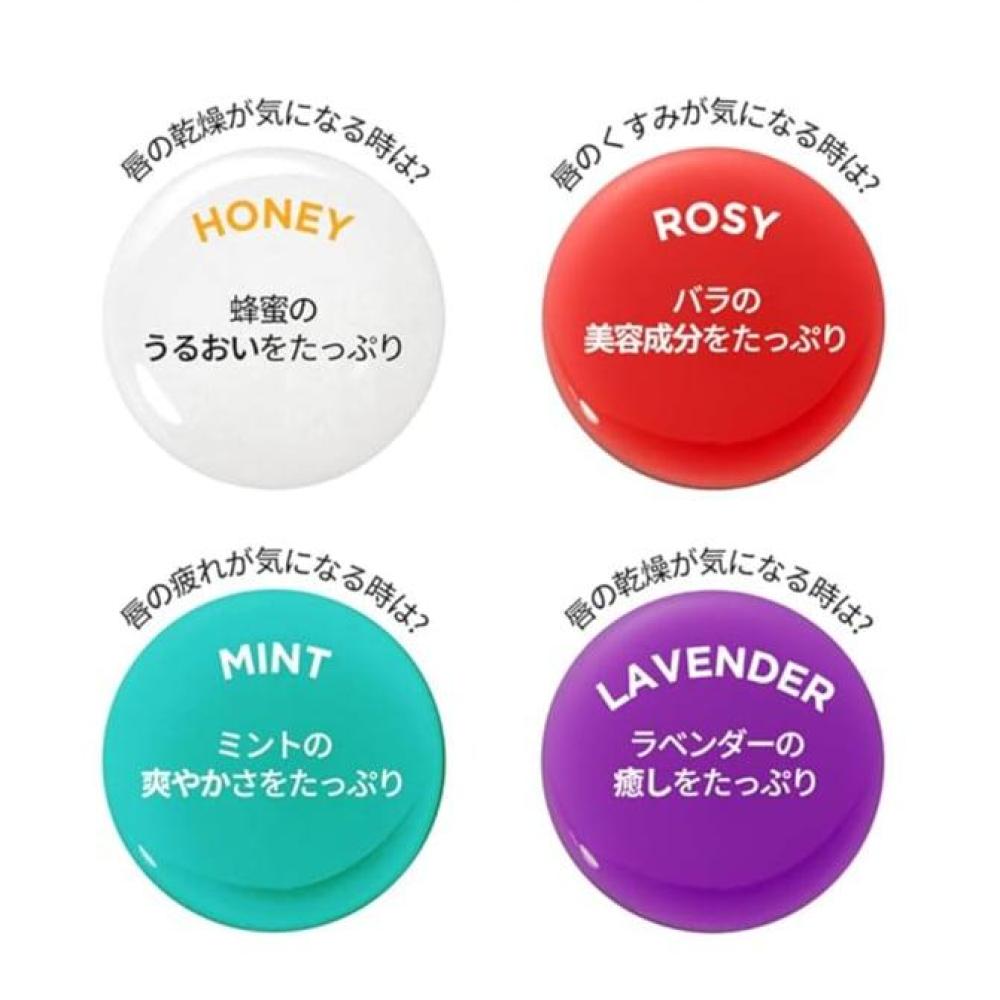 唇の乾燥が気になる時は?
HONEY
蜂蜜の
うるおいをたっぷり
唇のくすみが気になる時は?
ROSY
バラの
美容成分をたっぷり
唇の疲れが気になる時は?
MINT
ミントの
爽やかさをたっぷり
唇の乾燥が気になる時は?
LAVENDER
ラベンダーの
癒しをたっぷり